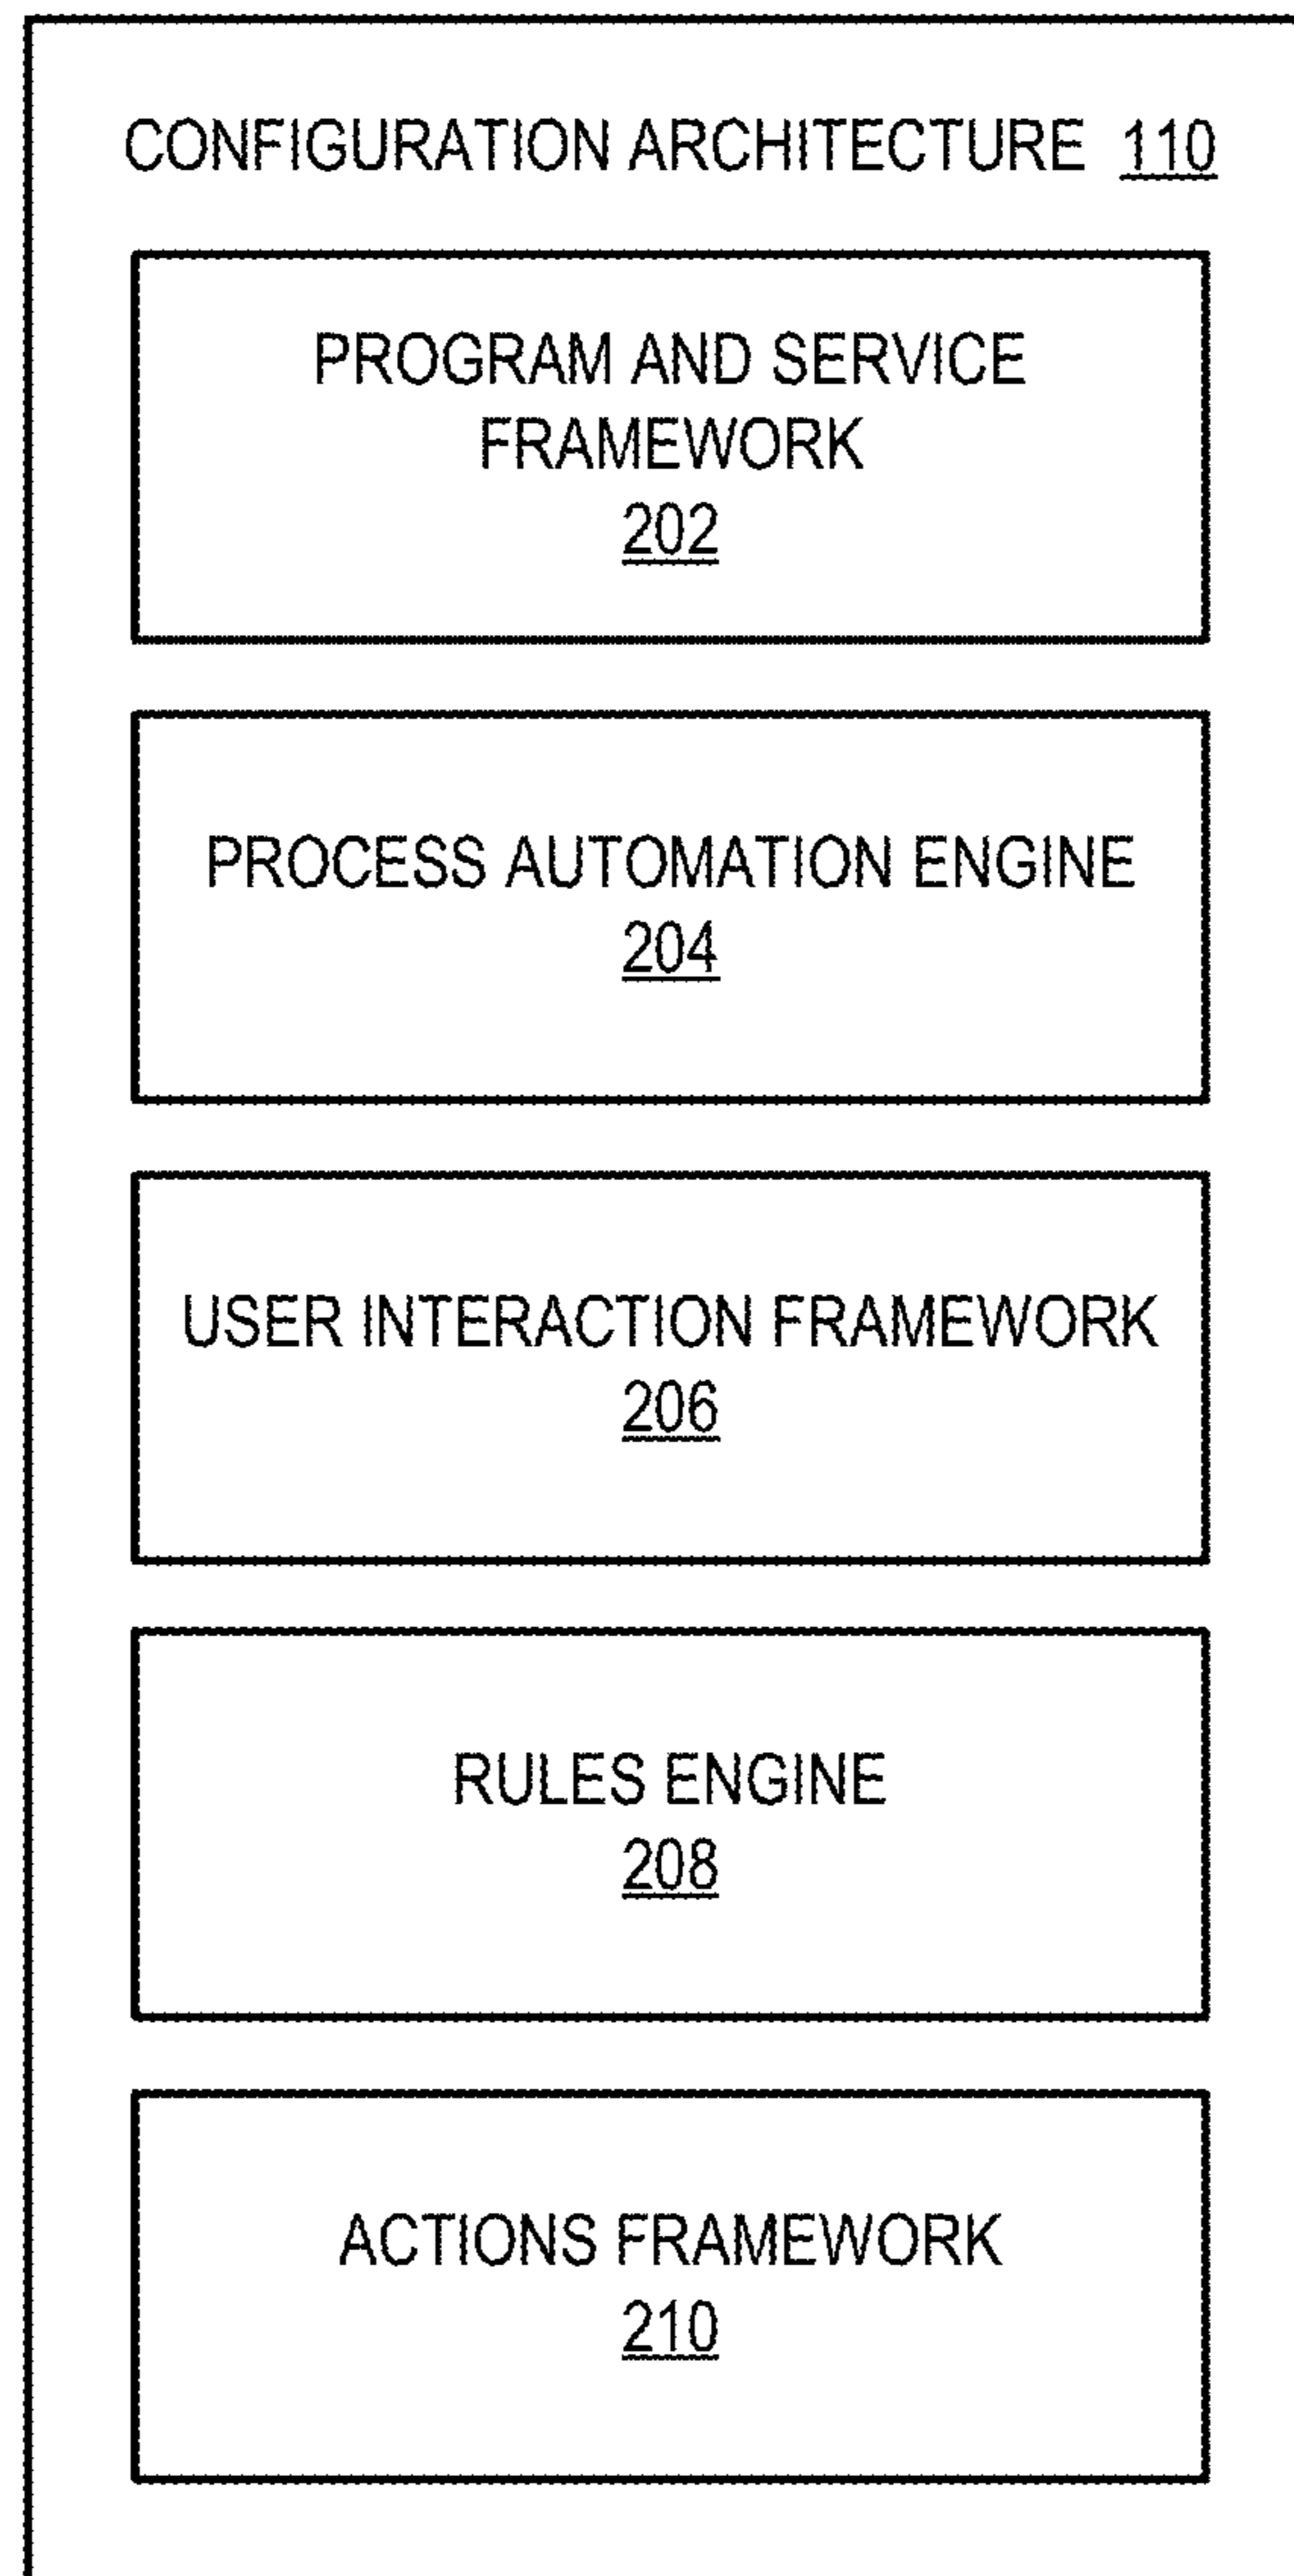 CONFIGURATION ARCHITECTURE 110
PROGRAM AND SERVICE
FRAMEWORK
202
PROCESS AUTOMATION ENGINE
204
USER INTERACTION FRAMEWORK
206
RULES ENGINE
208
ACTIONS FRAMEWORK
210